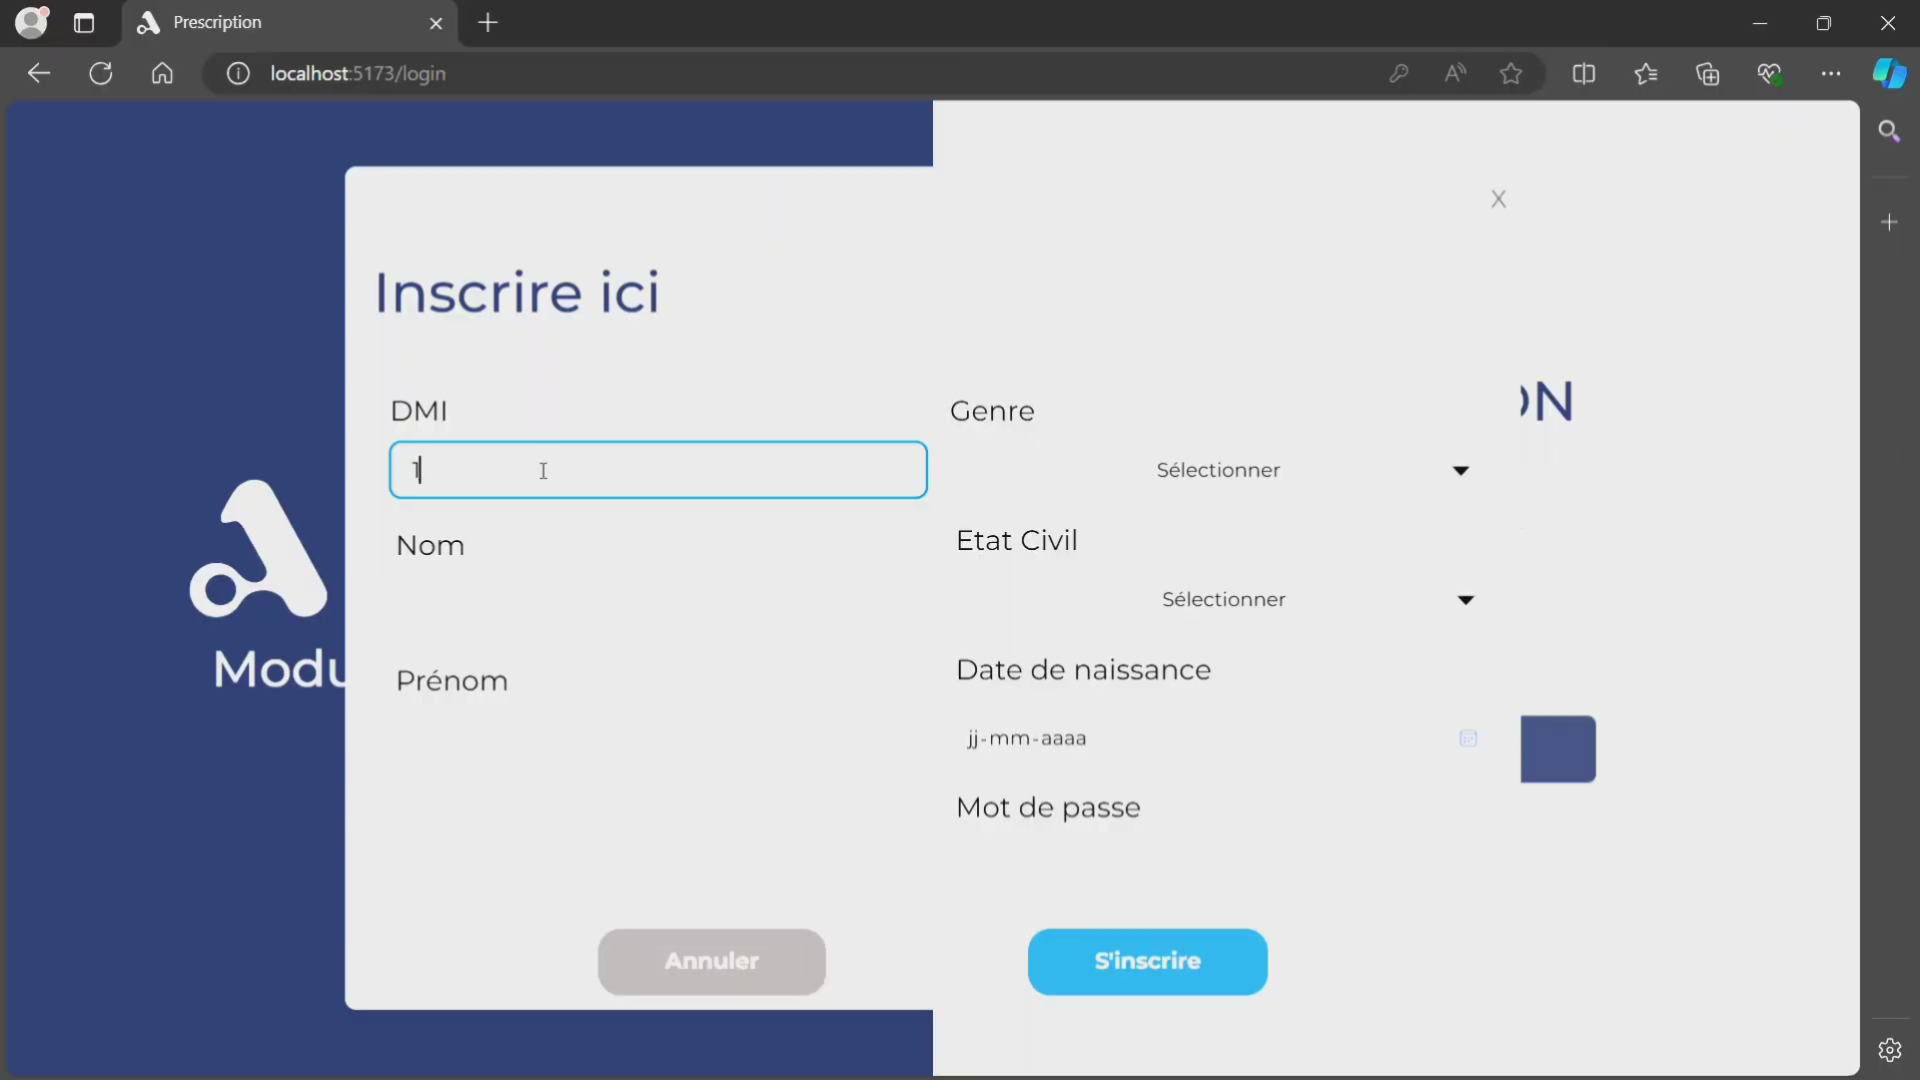 Prescription
localhost:5173/login
X
Inscrire ici
DMI
1
Nom
Prénom
Genre
Sélectionner
Etat Civil
Sélectionner
Date de naissance
jj-mm-aaaa
Mot de passe
Annuler
S'inscrire
Modu
ON